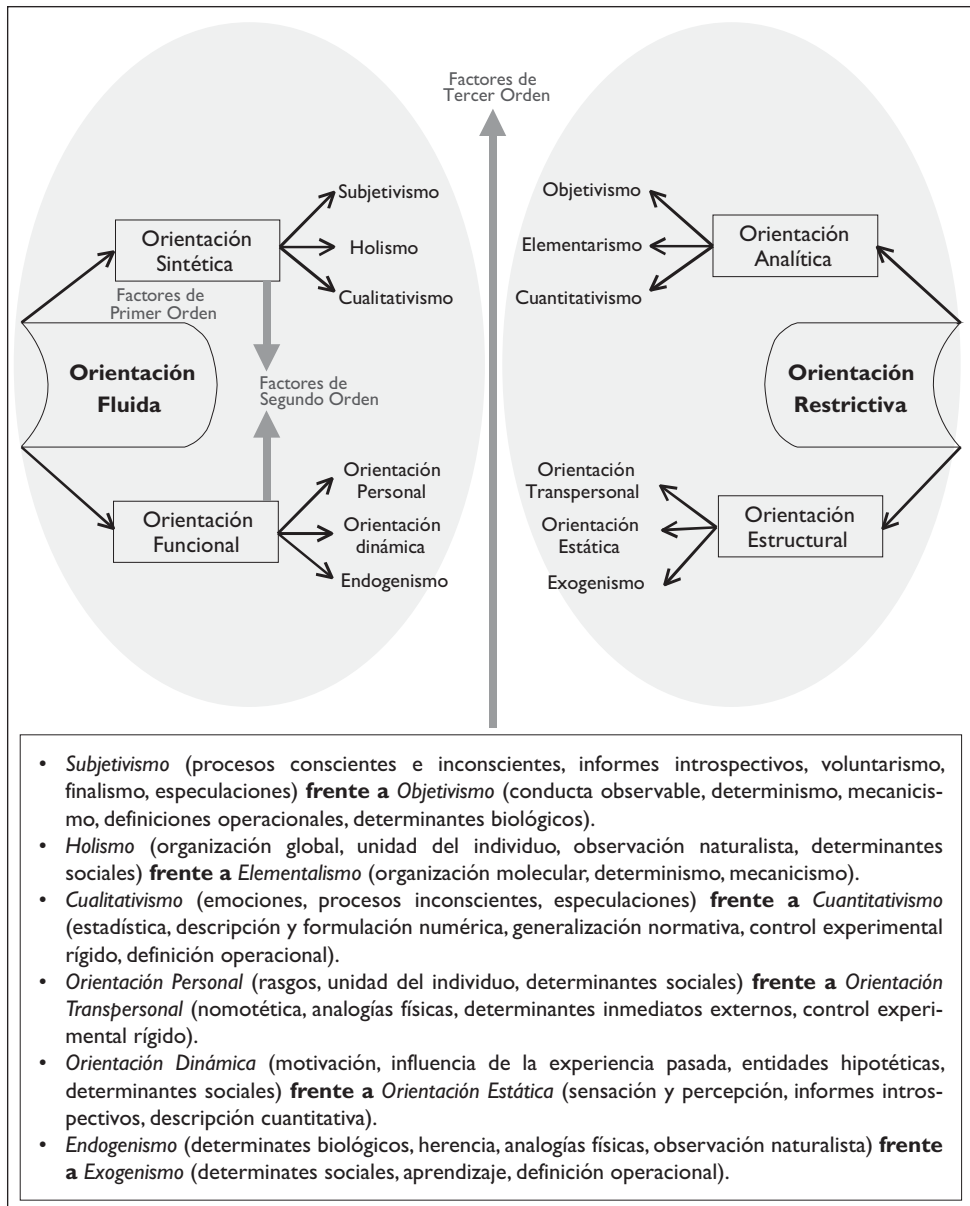 Factores de
Tercer Orden
Subjetivismo
Holismo
Cualitativismo
Orientación
Sintética
Factores de
Primer Orden
Orientación
Fluida
Factores de
Segundo Orden
Orientación
Funcional
Orientación
Personal
Orientación
dinámica
Endogenismo
Objetivismo
Elementarismo
Cuantitativismo
Orientación
Analítica
Orientación
Restrictiva
Orientación
Transpersonal
Orientación
Estática
Exogenismo
Orientación
Estructural
• Subjetivismo (procesos conscientes e inconscientes, informes introspectivos, voluntarismo,
finalismo, especulaciones) frente a Objetivismo (conducta observable, determinismo, mecanicis-
mo, definiciones operacionales, determinantes biológicos).
• Holismo (organización global, unidad del individuo, observación naturalista, determinantes
sociales) frente a Elementalismo (organización molecular, determinismo, mecanicismo).
• Cualitativismo (emociones, procesos inconscientes, especulaciones) frente a Cuantitativismo
(estadística, descripción y formulación numérica, generalización normativa, control experimental
rígido, definición operacional).
• Orientación Personal (rasgos, unidad del individuo, determinantes sociales) frente a Orientación
Transpersonal (nomotética, analogías físicas, determinantes inmediatos externos, control experi-
mental rígido).
• Orientación Dinámica (motivación, influencia de la experiencia pasada, entidades hipotéticas,
determinantes sociales) frente a Orientación Estática (sensación y percepción, informes intros-
pectivos, descripción cuantitativa).
• Endogenismo (determinates biológicos, herencia, analogías físicas, observación naturalista) frente
a Exogenismo (determinates sociales, aprendizaje, definición operacional).